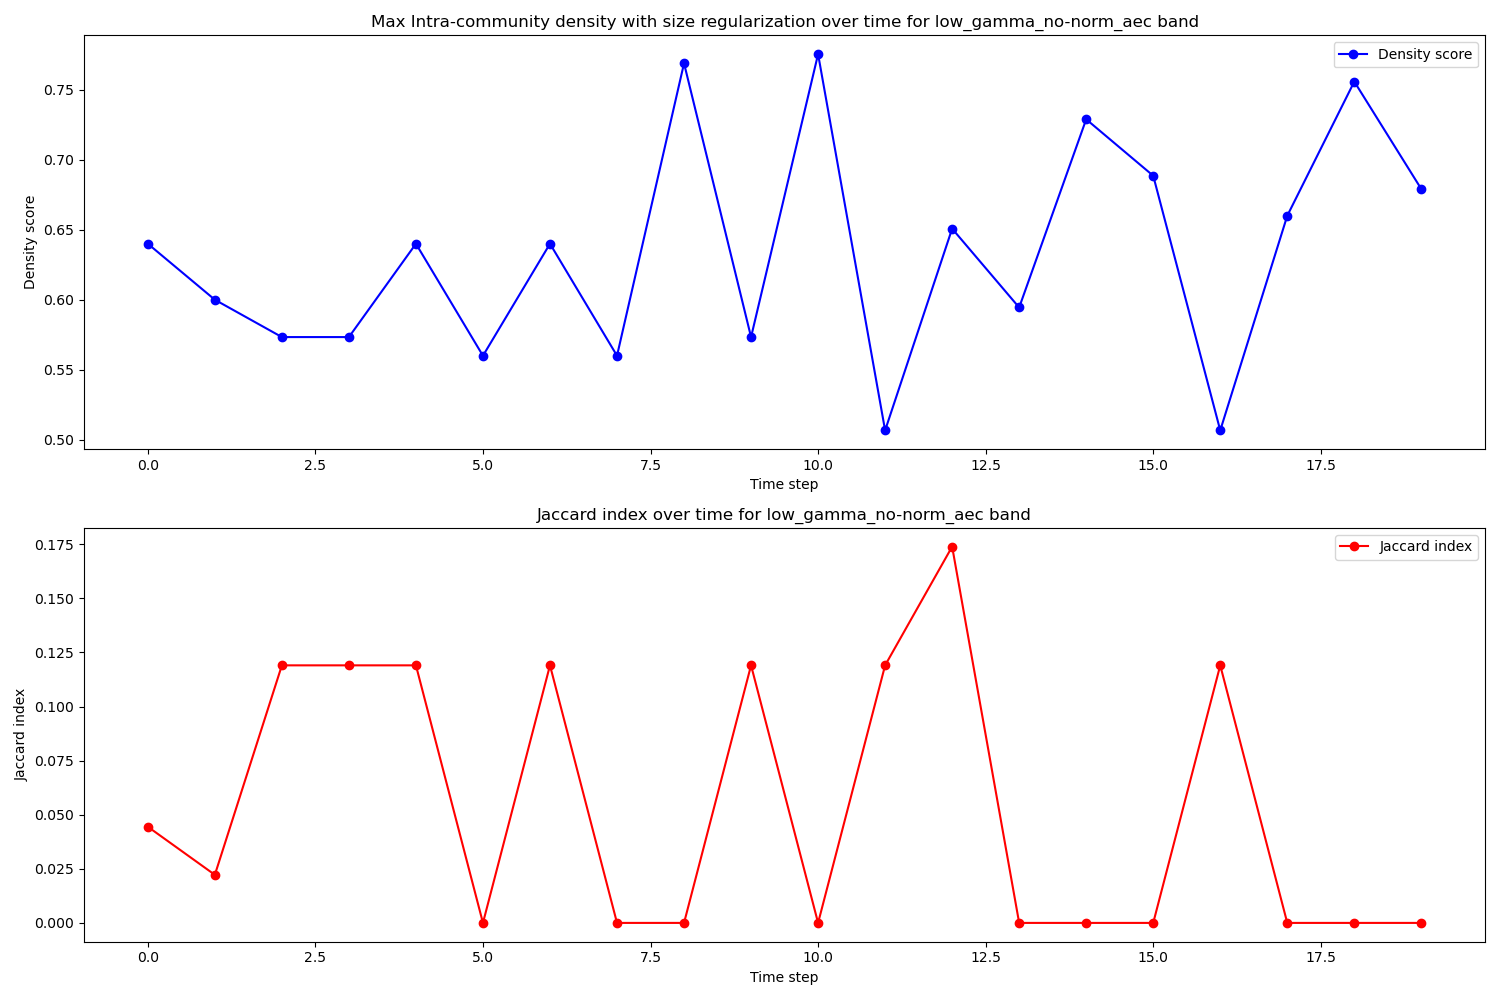 Max Intra-community density with size regularization over time for low_gamma_no-norm_aec band
Density score
0.75
0.70
0.65
0.60
0.55
0.50
Density score
0.0 2.5 5.0 7.5 10.0 12.5 15.0 17.5
Time step
Jaccard index over time for low_gamma_no-norm_aec band
Jaccard index
0.175
0.150
0.125
0.100
0.075
0.050
0.025
0.000
Jaccard index
0.0 2.5 5.0 7.5 10.0 12.5 15.0 17.5
Time step